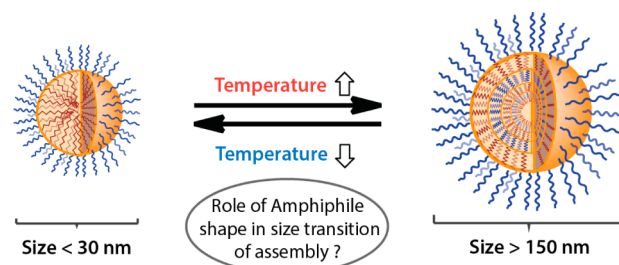 Temperature ⇧
Temperature ⇩
Role of Amphiphile
shape in size transition
of assembly ?
Size < 30 nm
Size > 150 nm